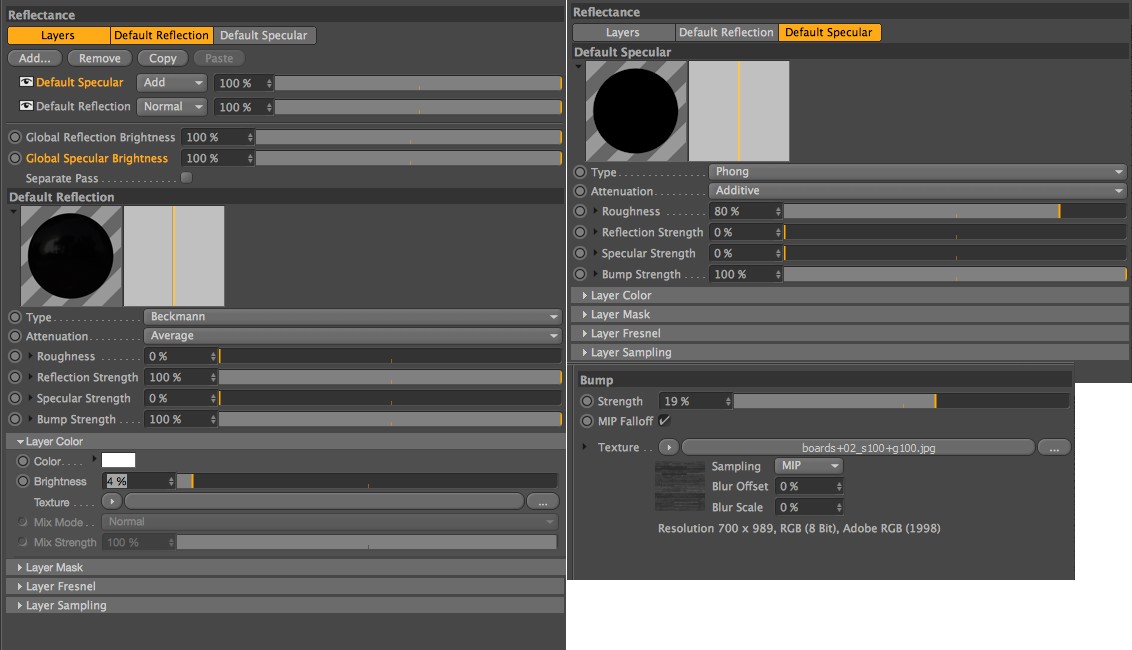 Reflectance
Layers Default Reflection Default Specular
Add... Remove Copy Paste
Default Specular Add 100 %
Default Reflection Normal 100 %
Global Reflection Brightness 100 %
Global Specular Brightness 100 %
Separate Pass . . . . . . . . . . . .
Default Reflection
Type . . . . . . . . . . . . . Beckmann
Attenuation. . . . . . . . Average
Roughness . . . . . . . 0 %
Reflection Strength 100 %
Specular Strength 0 %
Bump Strength . . . . 100 %
Layer Color
Color. . . .
Brightness 4 %
Texture . . . . ...
Mix Mode . . Normal
Mix Strength 100 %
Layer Mask
Layer Fresnel
Layer Sampling
Reflectance
Layers Default Reflection Default Specular
Default Specular
Type. . . . . . . . . . . . . Phong
Attenuation. . . . . . . . Additive
Roughness . . . . . . . 80 %
Reflection Strength 0 %
Specular Strength 0 %
Bump Strength . . . . 100 %
Layer Color
Layer Mask
Layer Fresnel
Layer Sampling
Bump
Strength 19 %
MIP Falloff
Texture . . boards+02_s100+g100.jpg ...
Sampling MIP
Blur Offset 0 %
Blur Scale 0 %
Resolution 700 x 989, RGB (8 Bit), Adobe RGB (1998)